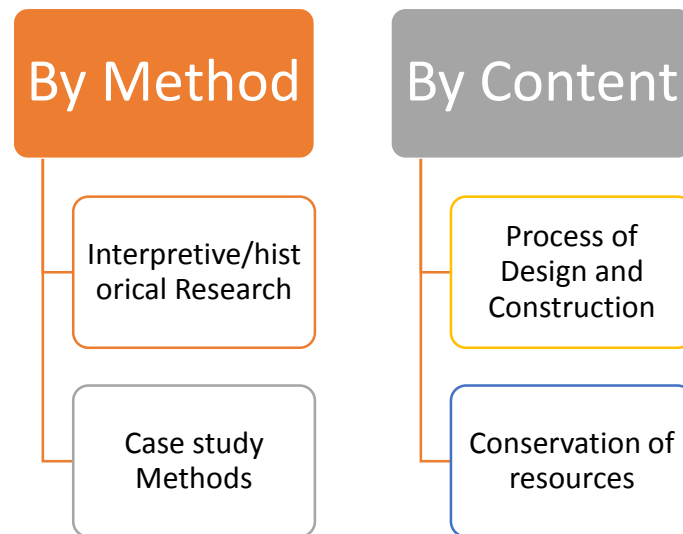 By Method
Interpretive/hist
orical Research
Case study
Methods
By Content
Process of
Design and
Construction
Conservation of
resources